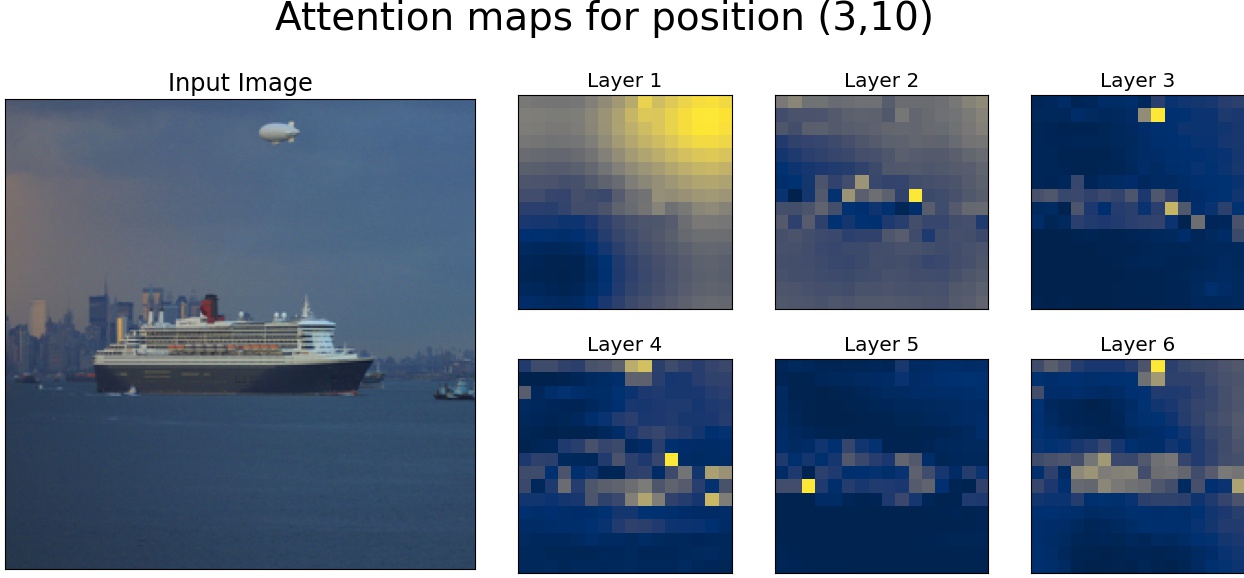 Attention maps for position (3,10)
Input Image
Layer 1
Layer 2
Layer 3
Layer 4
Layer 5
Layer 6